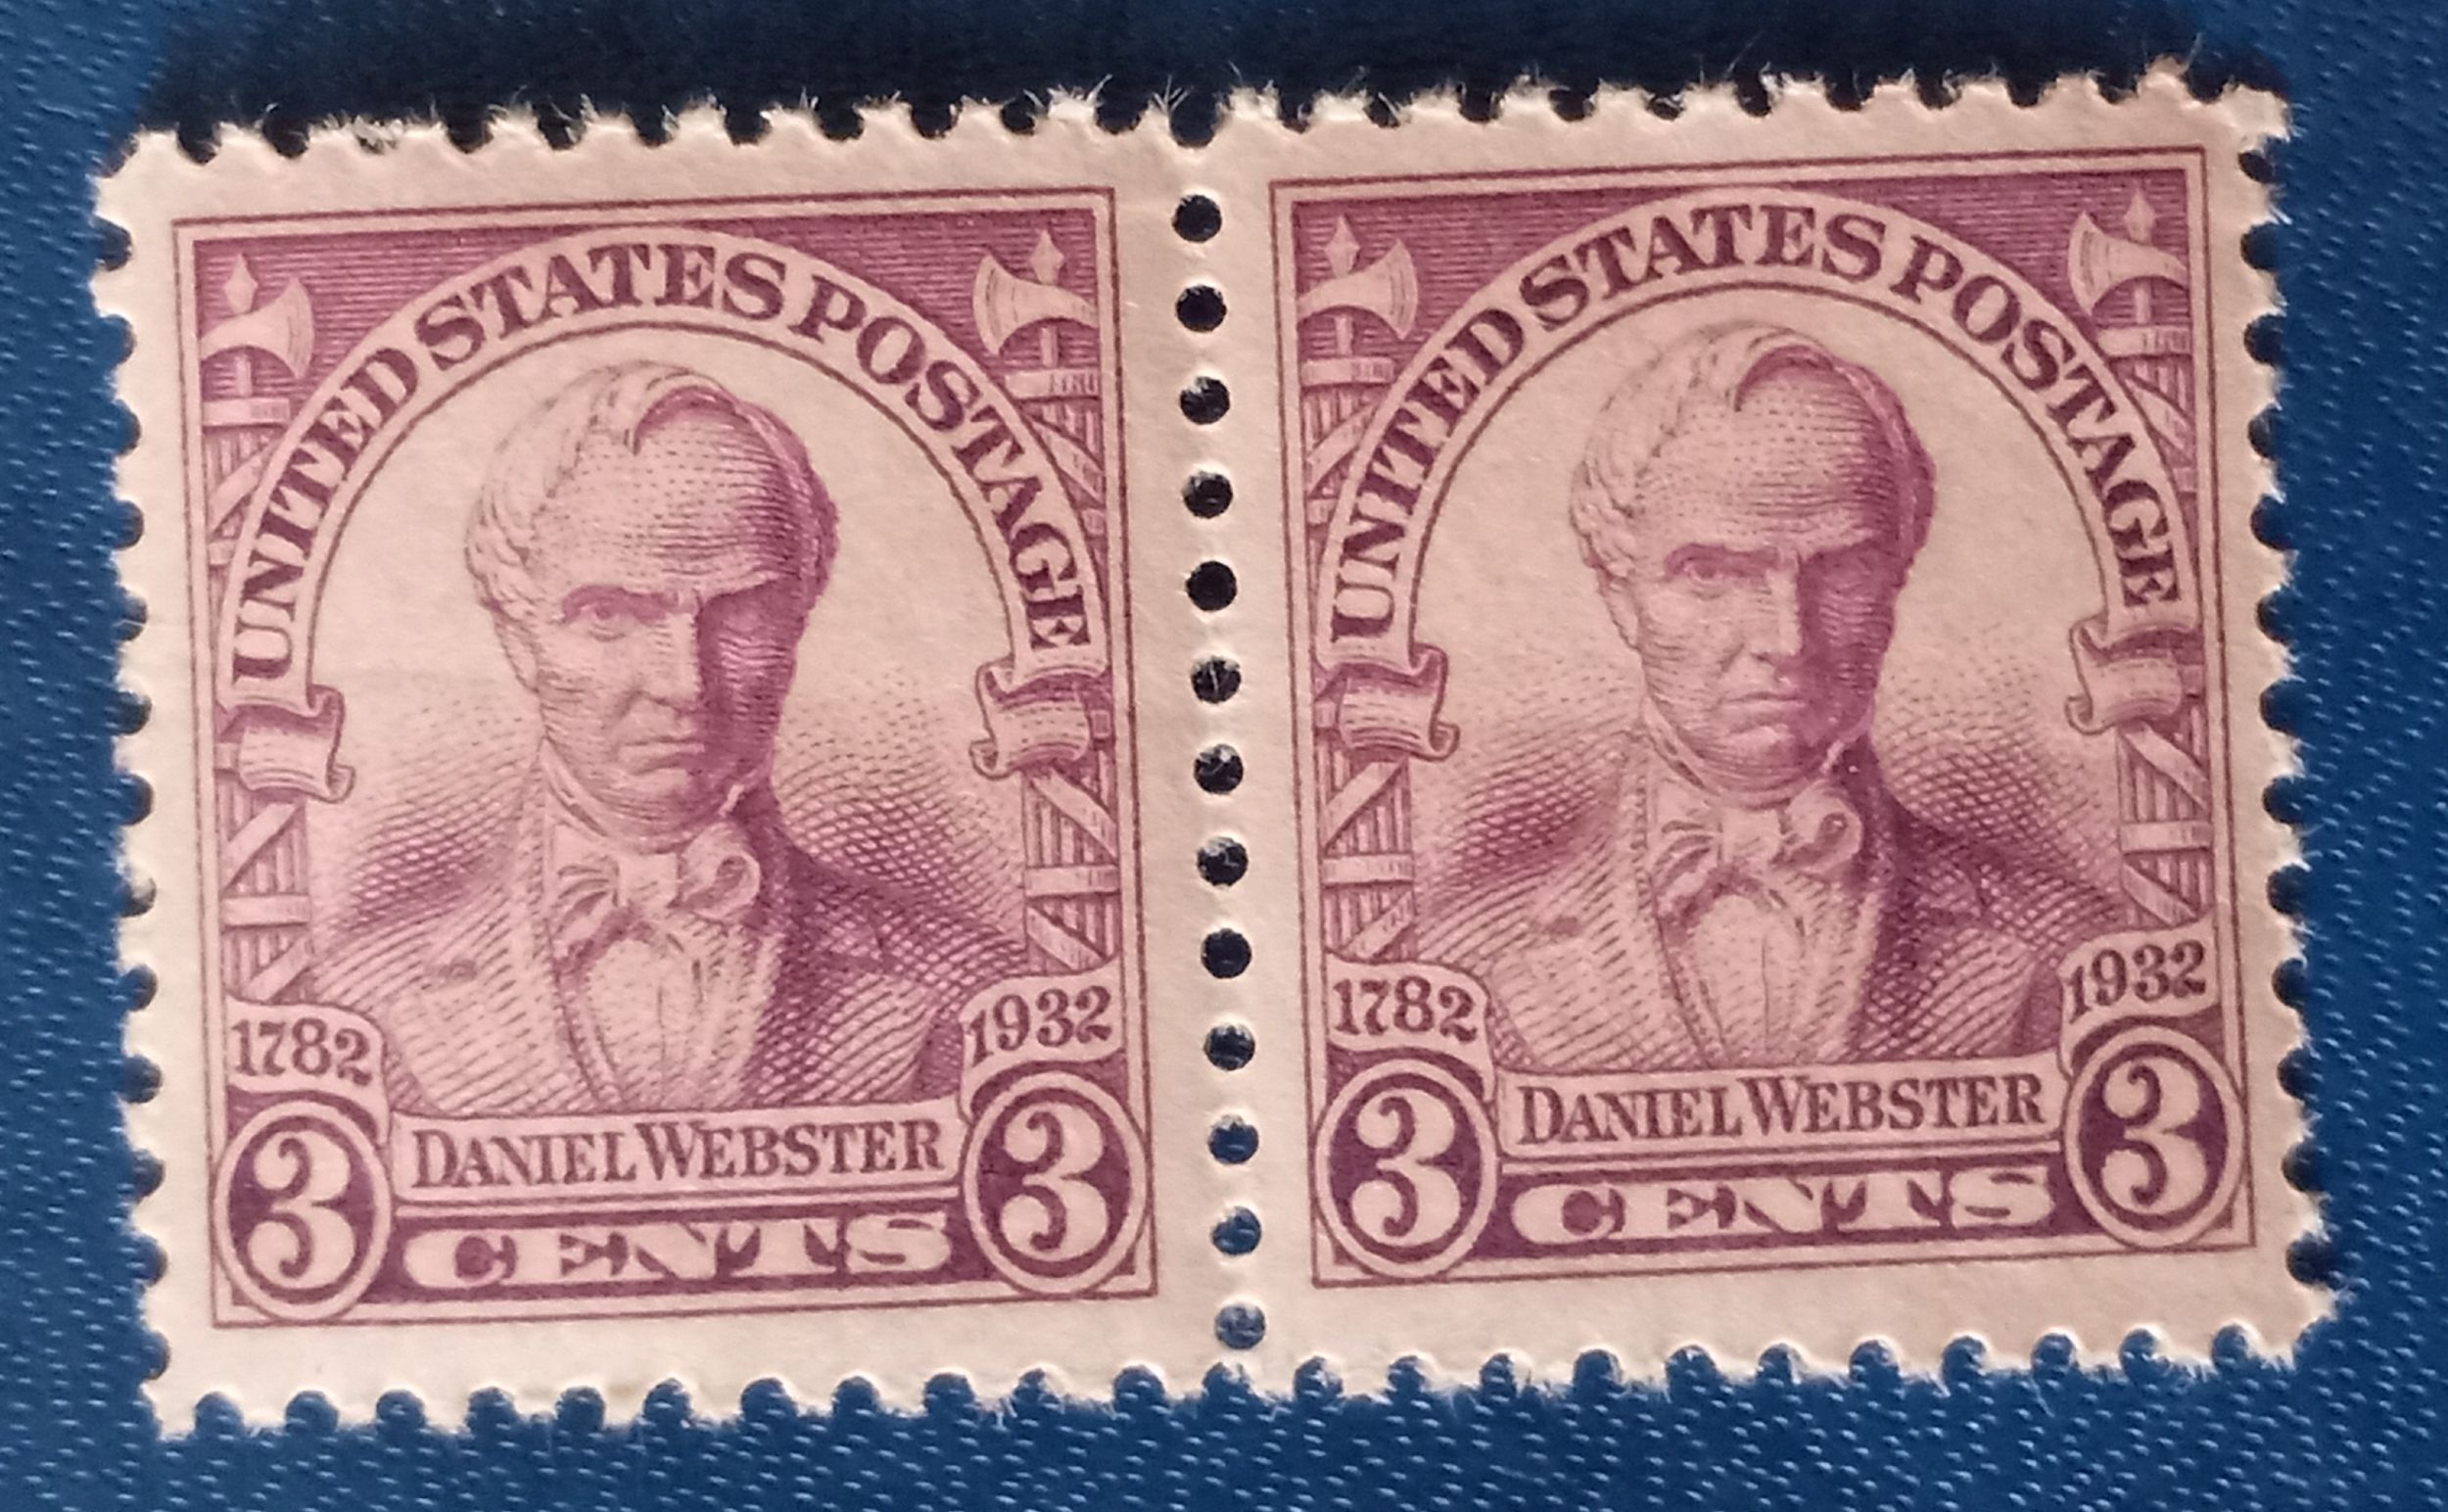 UNITED STATES POSTAGE
1782 1932
3 DANIEL WEBSTER 3
CENTS
UNITED STATES POSTAGE
1782 1932
3 DANIEL WEBSTER 3
CENTS